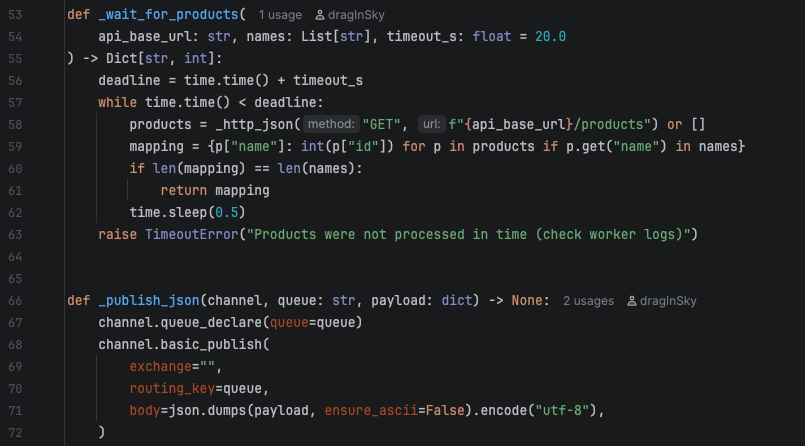 53 def _wait_for_products( 1 usage dragInSky
54     api_base_url: str, names: List[str], timeout_s: float = 20.0
55 ) -> Dict[str, int]:
56     deadline = time.time() + timeout_s
57     while time.time() < deadline:
58         products = _http_json( method: "GET", url: f"{api_base_url}/products") or []
59         mapping = {p["name"]: int(p["id"]) for p in products if p.get("name") in names}
60         if len(mapping) == len(names):
61             return mapping
62         time.sleep(0.5)
63     raise TimeoutError("Products were not processed in time (check worker logs)")
64
65
66 def _publish_json(channel, queue: str, payload: dict) -> None: 2 usages dragInSky
67     channel.queue_declare(queue=queue)
68     channel.basic_publish(
69         exchange="",
70         routing_key=queue,
71         body=json.dumps(payload, ensure_ascii=False).encode("utf-8"),
72     )